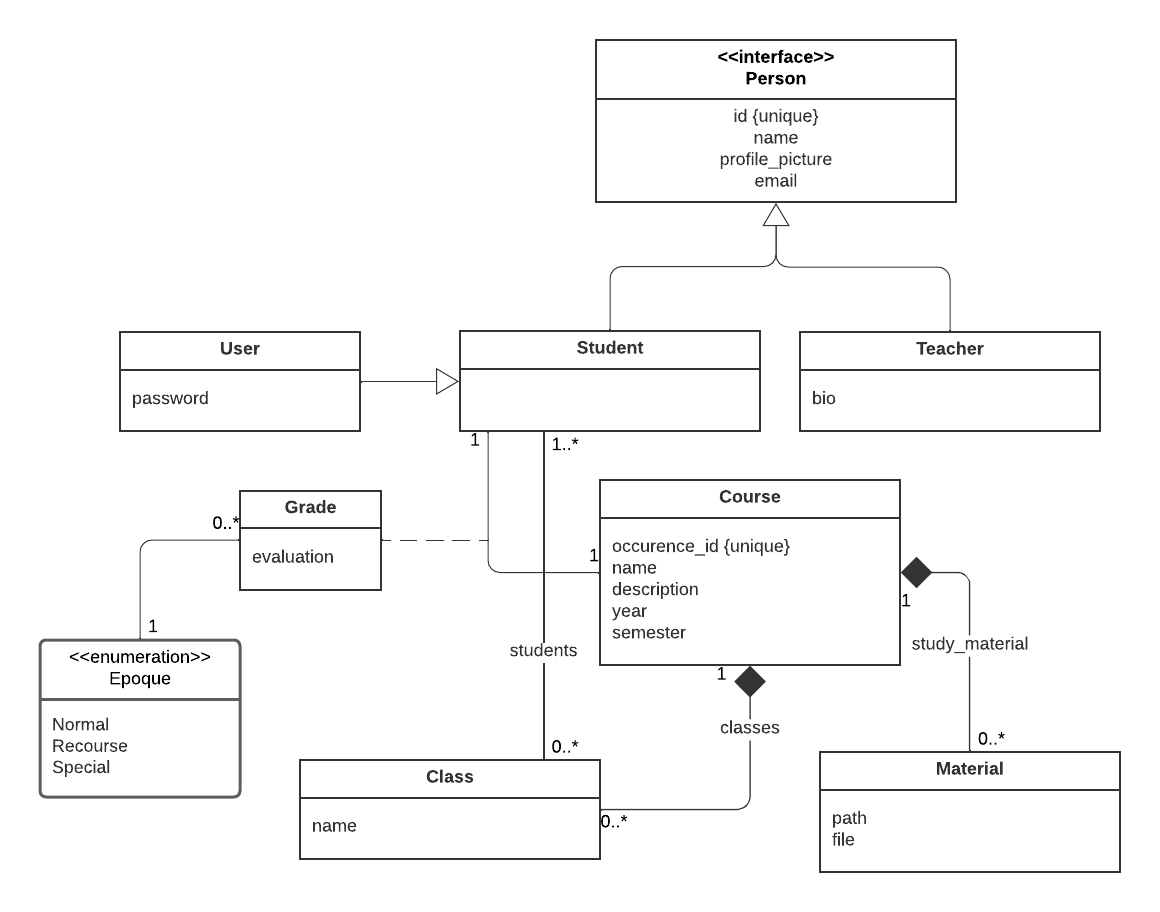 <<interface>>
Person
id {unique}
name
profile_picture
email
User
password
Student
Teacher
bio
1
1..*
Grade
evaluation
0..*
1
Course
occurence_id {unique}
name
description
year
semester
1
1
study_material
0..*
1
classes
0..*
students
0..*
1
<<enumeration>>
Epoque
Normal
Recourse
Special
Class
name
Material
path
file